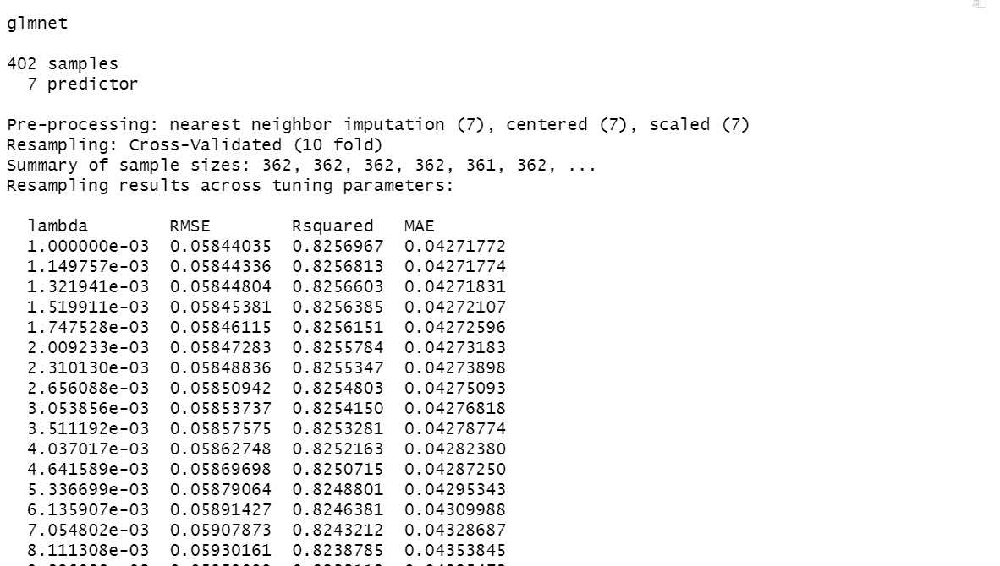 glmnet
402 samples
7 predictor
Pre-processing: nearest neighbor imputation (7), centered (7), scaled (7)
Resampling: Cross-Validated (10 fold)
Summary of sample sizes: 362, 362, 362, 362, 361, 362, ...
Resampling results across tuning parameters:
lambda RMSE Rsquared MAE
1.000000e-03 0.05844035 0.8256967 0.04271772
1.149757e-03 0.05844336 0.8256813 0.04271774
1.321941e-03 0.05844804 0.8256603 0.04271831
1.519911e-03 0.05845381 0.8256385 0.04272107
1.747528e-03 0.05846115 0.8256151 0.04272596
2.009233e-03 0.05847283 0.8255784 0.04273183
2.310130e-03 0.05848836 0.8255347 0.04273898
2.656088e-03 0.05850942 0.8254803 0.04275093
3.053856e-03 0.05853737 0.8254150 0.04276818
3.511192e-03 0.05857575 0.8253281 0.04278774
4.037017e-03 0.05862748 0.8252163 0.04282380
4.641589e-03 0.05869698 0.8250715 0.04287250
5.336699e-03 0.05879064 0.8248801 0.04295343
6.135907e-03 0.05891427 0.8246381 0.04309988
7.054802e-03 0.05907873 0.8243212 0.04328687
8.111308e-03 0.05930161 0.8238785 0.04353845